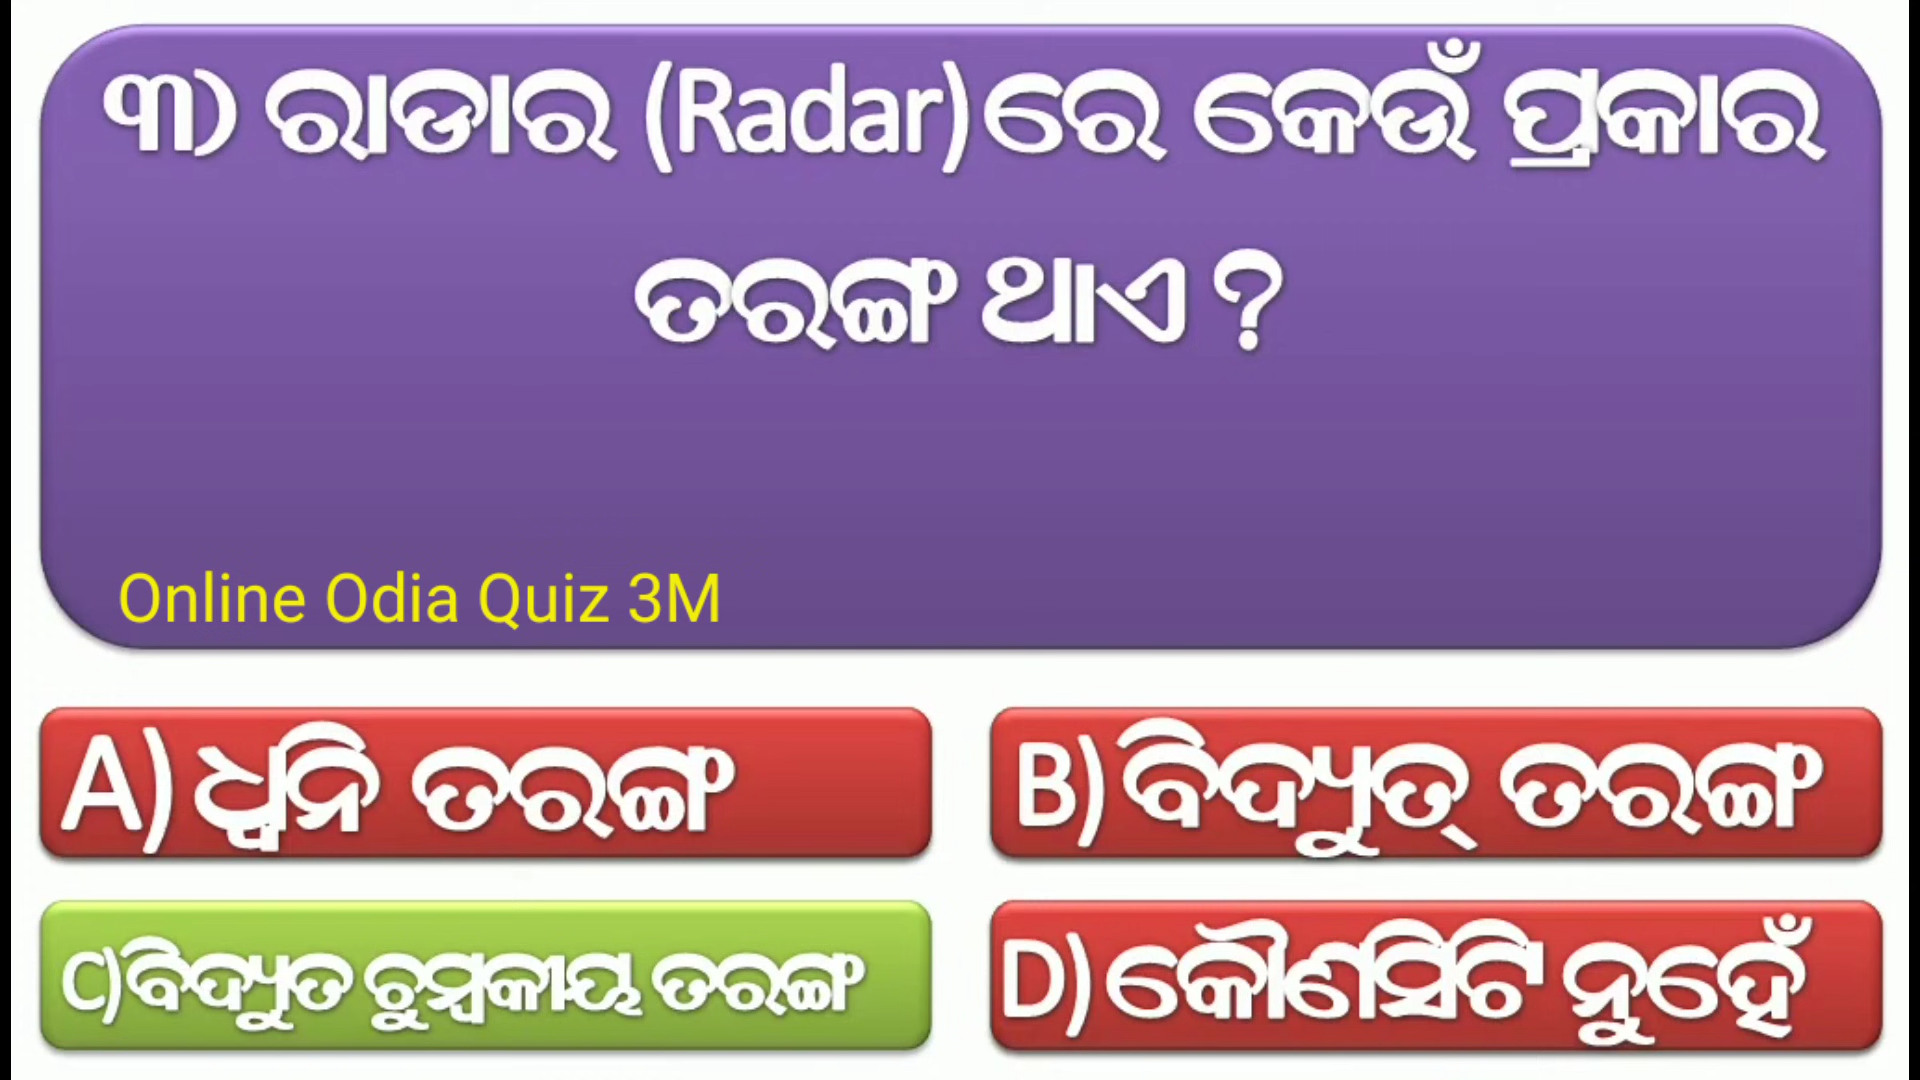 ୩) ରାଡାର (Radar)ରେ କେଉଁ ପ୍ରକାର
ତରଙ୍ଗ ଥାଏ ?
Online Odia Quiz 3M
A) ଧ୍ୱନି ତରଙ୍ଗ
B) ବିଦ୍ୟୁତ୍ ତରଙ୍ଗ
C)ବିଦ୍ୟୁତ ଚୁମ୍ବକୀୟ ତରଙ୍ଗ
D) କୌଣସିଟି ନୁହେଁ